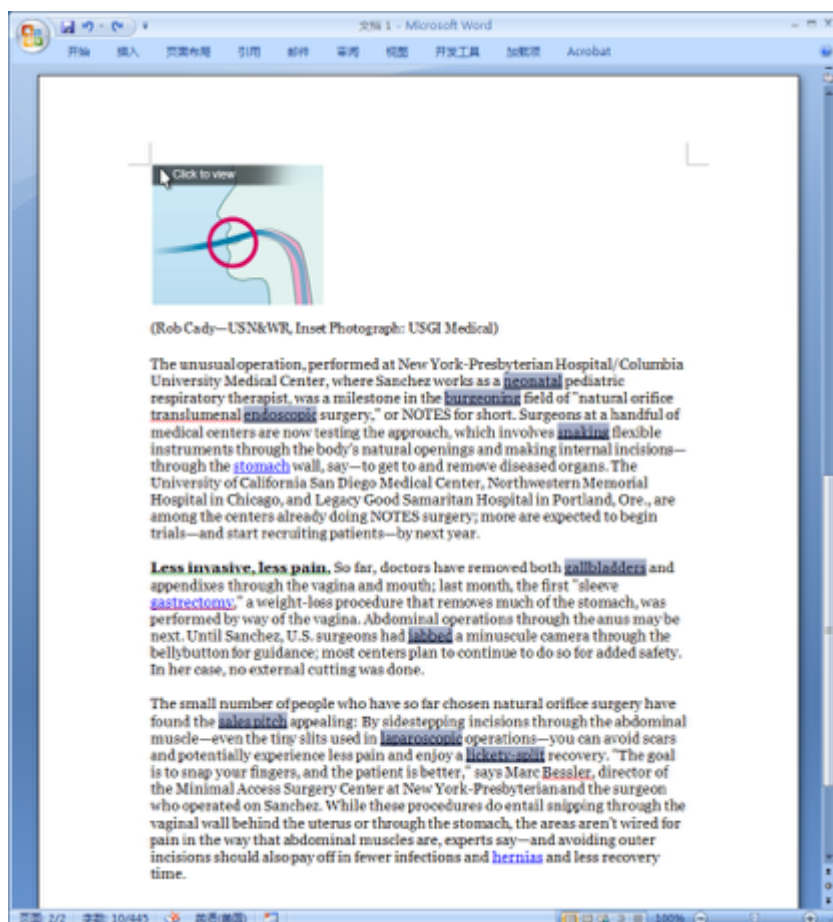 文档 1 - Microsoft Word
开始 插入 页面布局 引用 邮件 审阅 视图 开发工具 加载项 Acrobat
Click to view
(Rob Cady—USN&WR, Inset Photograph: USGI Medical)
The unusual operation, performed at New York-Presbyterian Hospital/Columbia
University Medical Center, where Sanchez works as a neonatal pediatric
respiratory therapist, was a milestone in the burgeoning field of "natural orifice
translumenal endoscopic surgery," or NOTES for short. Surgeons at a handful of
medical centers are now testing the approach, which involves snaking flexible
instruments through the body's natural openings and making internal incisions—
through the stomach wall, say—to get to and remove diseased organs. The
University of California San Diego Medical Center, Northwestern Memorial
Hospital in Chicago, and Legacy Good Samaritan Hospital in Portland, Ore., are
among the centers already doing NOTES surgery; more are expected to begin
trials—and start recruiting patients—by next year.
Less invasive, less pain. So far, doctors have removed both gallbladders and
appendixes through the vagina and mouth; last month, the first "sleeve
gastrectomy," a weight-loss procedure that removes much of the stomach, was
performed by way of the vagina. Abdominal operations through the anus may be
next. Until Sanchez, U.S. surgeons had jabbed a minuscule camera through the
bellybutton for guidance; most centers plan to continue to do so for added safety.
In her case, no external cutting was done.
The small number of people who have so far chosen natural orifice surgery have
found the sales pitch appealing: By sidestepping incisions through the abdominal
muscle—even the tiny slits used in laparoscopic operations—you can avoid scars
and potentially experience less pain and enjoy a lickety-split recovery. "The goal
is to snap your fingers, and the patient is better," says Marc Bessler, director of
the Minimal Access Surgery Center at New York-Presbyterian and the surgeon
who operated on Sanchez. While these procedures do entail snipping through the
vaginal wall behind the uterus or through the stomach, the areas aren't wired for
pain in the way that abdominal muscles are, experts say—and avoiding outer
incisions should also pay off in fewer infections and hernias and less recovery
time.
页面: 2/2 字数: 10/445 英语(美国) 100%